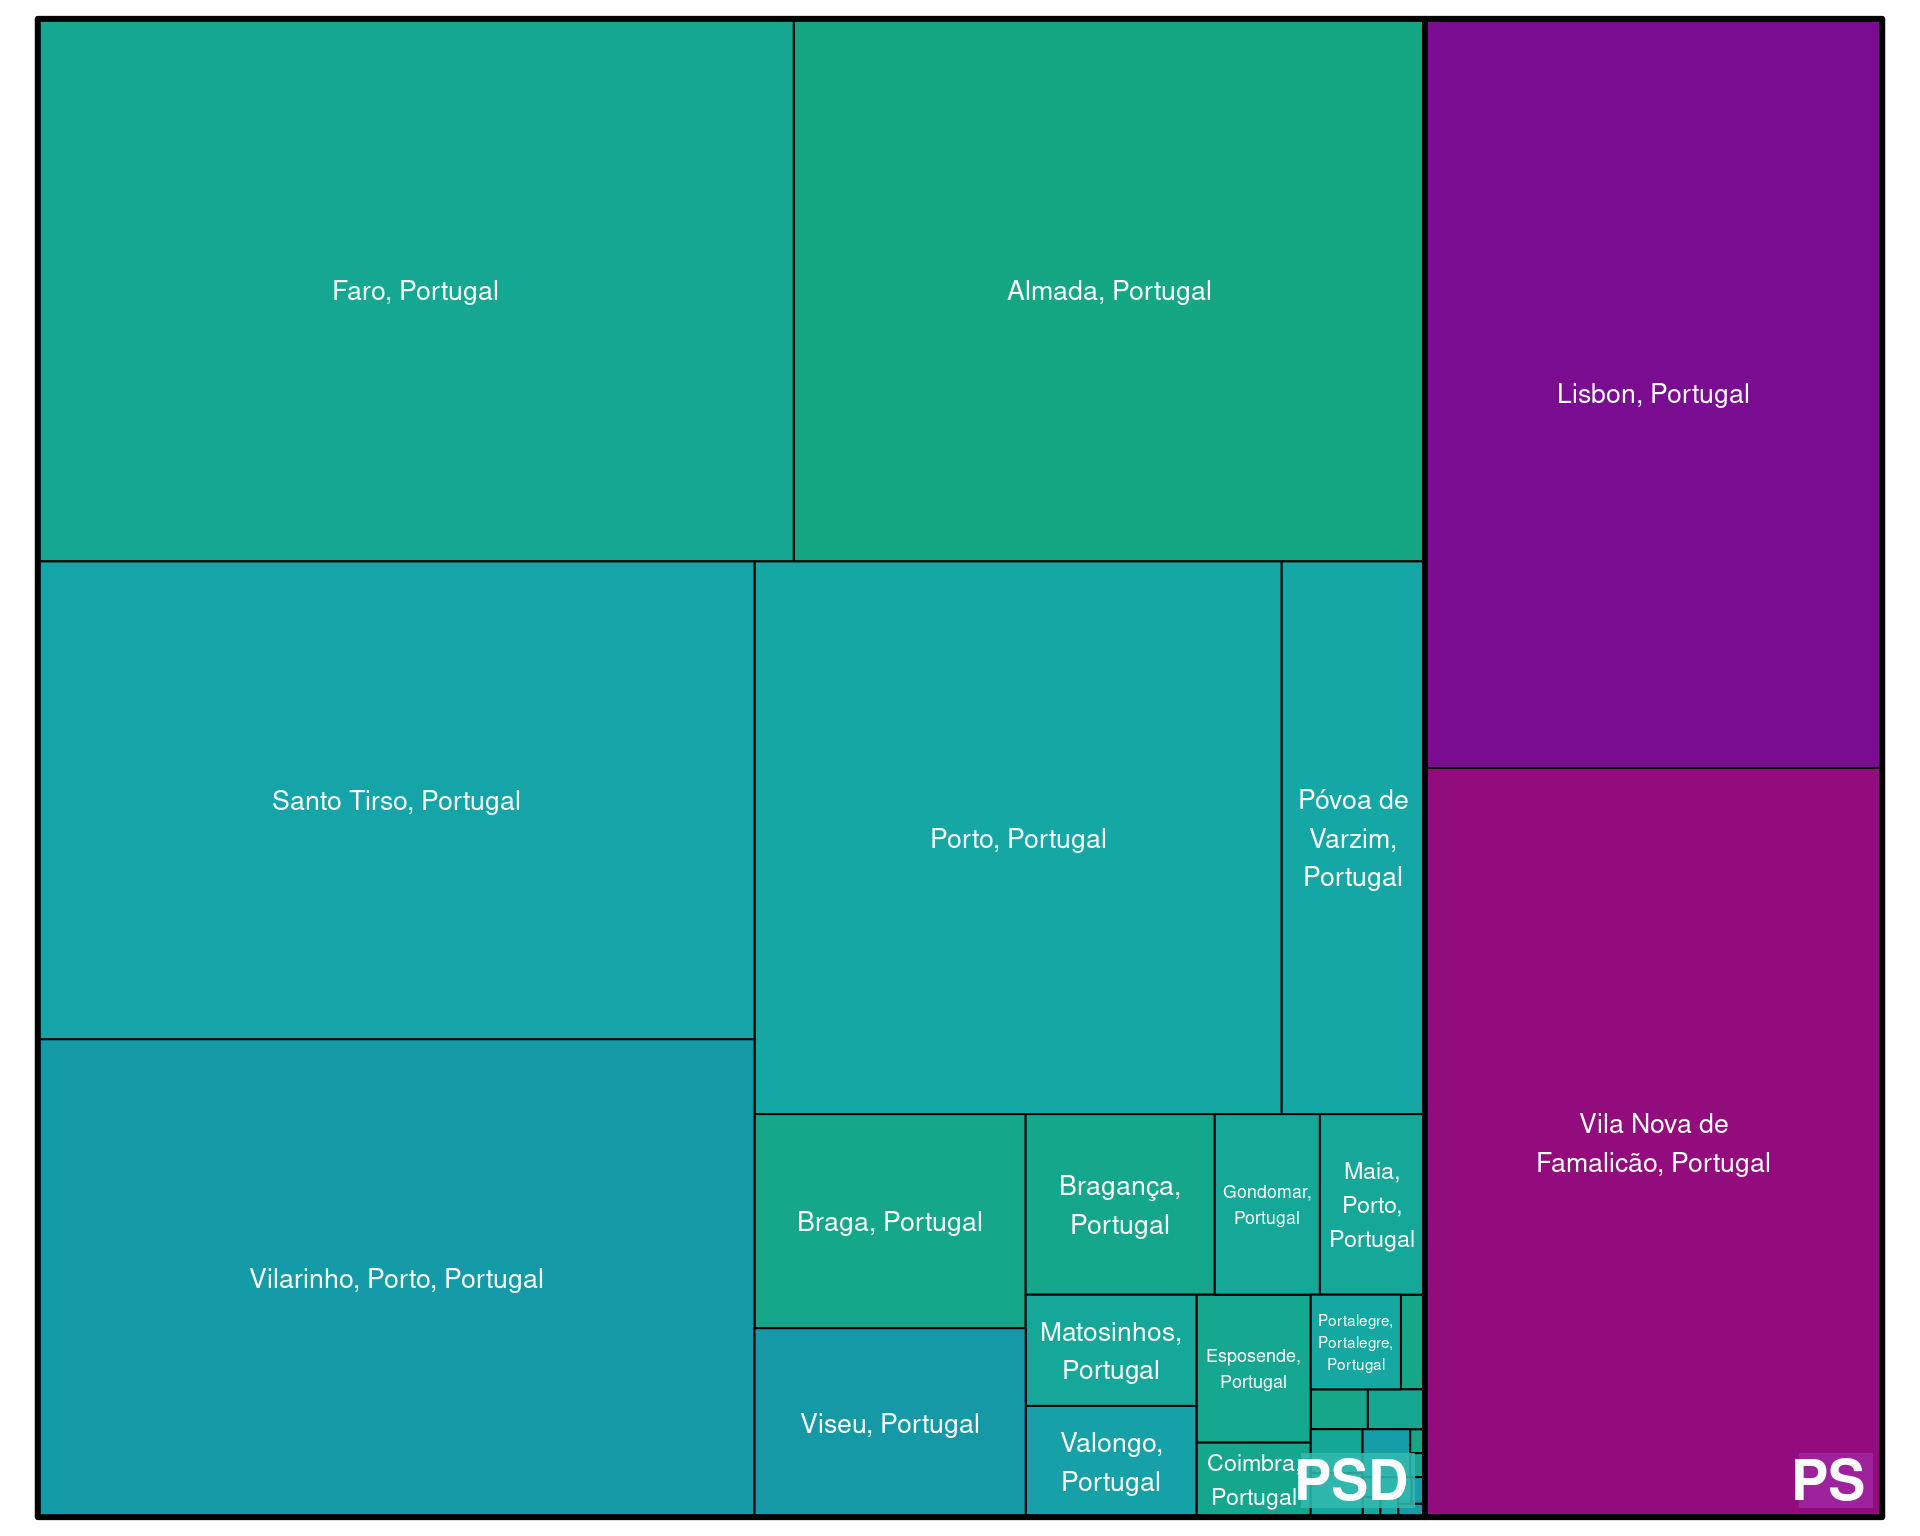 Faro, Portugal
Almada, Portugal
Lisbon, Portugal
Santo Tirso, Portugal
Porto, Portugal
Póvoa de
Varzim,
Portugal
Vila Nova de
Famalicão, Portugal
Vilarinho, Porto, Portugal
Braga, Portugal
Bragança,
Portugal
Gondomar,
Portugal
Maia,
Porto,
Portugal
Matosinhos,
Portugal
Esposende,
Portugal
Portalegre,
Portalegre,
Portugal
Viseu, Portugal
Valongo,
Portugal
Coimbra,
Portugal
PSD
PS